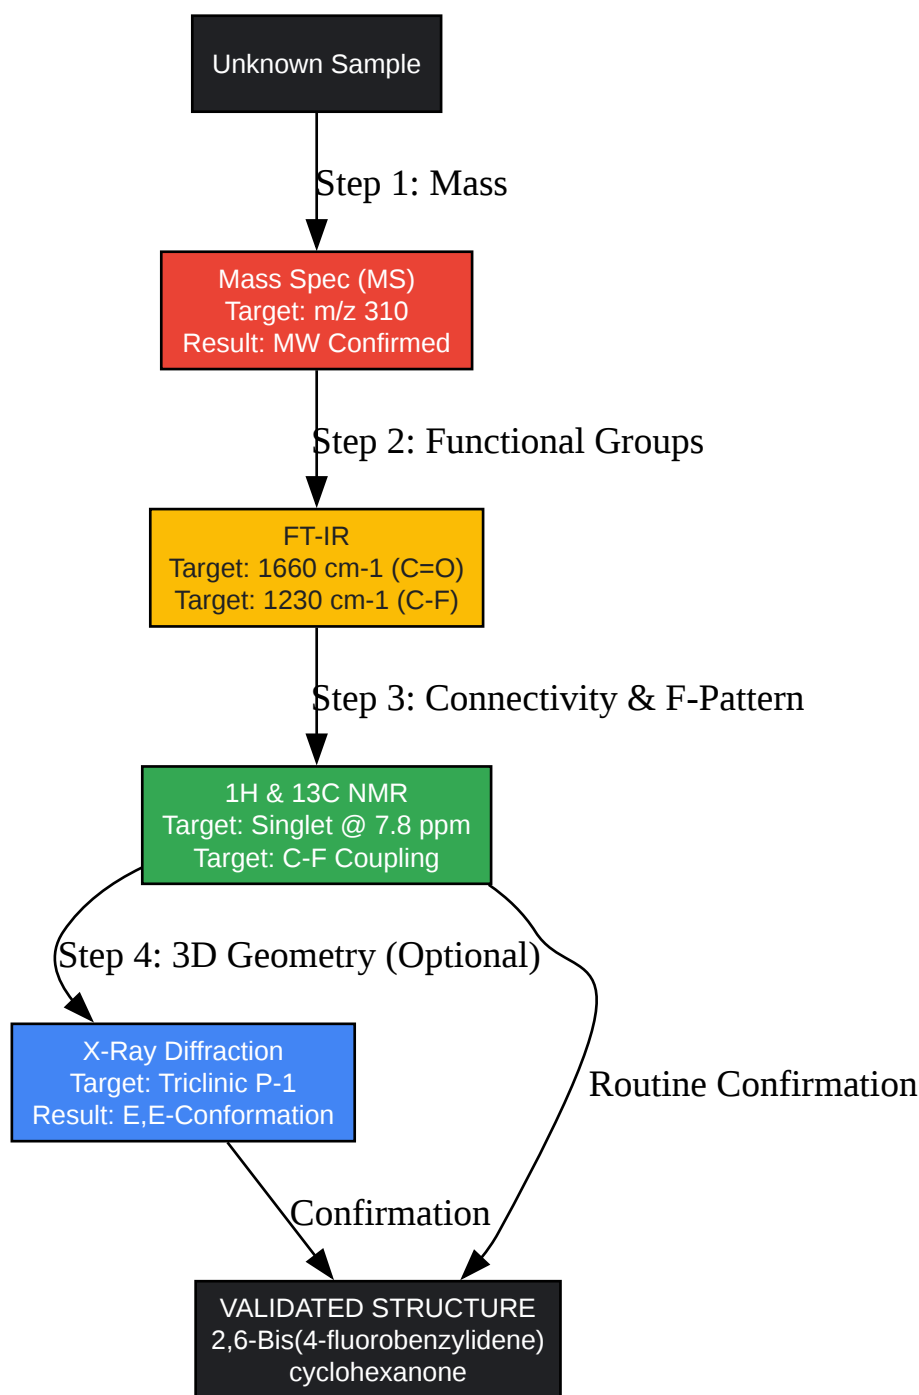 Unknown Sample
Step 1: Mass
Mass Spec (MS)
Target: m/z 310
Result: MW Confirmed
Step 2: Functional Groups
FT-IR
Target: 1660 cm-1 (C=O)
Target: 1230 cm-1 (C-F)
Step 3: Connectivity & F-Pattern
1H & 13C NMR
Target: Singlet @ 7.8 ppm
Target: C-F Coupling
Step 4: 3D Geometry (Optional)
X-Ray Diffraction
Target: Triclinic P-1
Result: E,E-Conformation
Routine Confirmation
Confirmation
VALIDATED STRUCTURE
2,6-Bis(4-fluorobenzylidene)
cyclohexanone